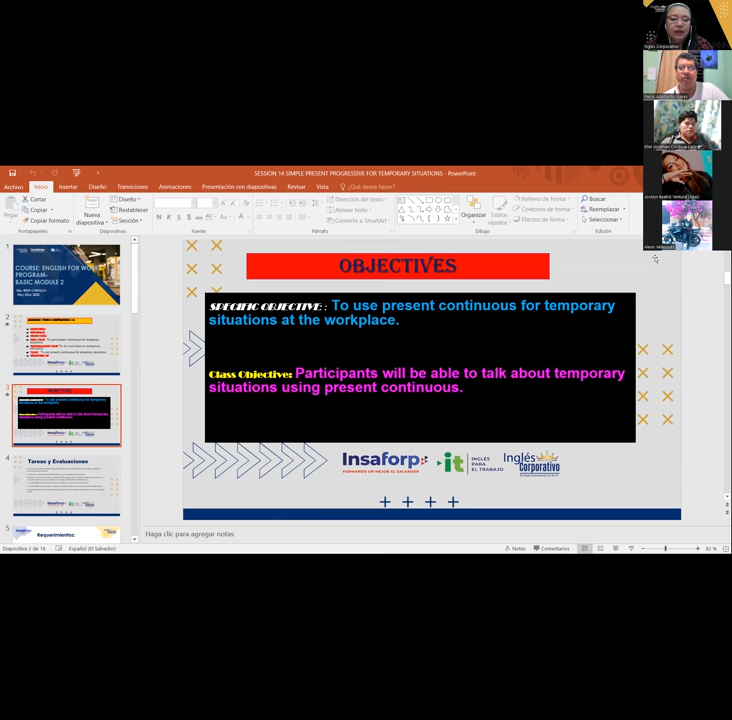 Inglés Corporativo
SESSION 14 SIMPLE PRESENT PROGRESSIVE FOR TEMPORARY SITUATIONS - PowerPoint
Archivo Inicio Insertar Diseño Transiciones Animaciones Presentación con diapositivas Revisar Vista ¿Qué desea hacer?
Pegar
Cortar
Copiar
Copiar formato
Portapapeles
Nueva diapositiva
Diseño
Restablecer
Sección
Diapositivas
Fuente
Dirección del texto
Alinear texto
Convertir a SmartArt
Párrafo
Organizar
Estilos rápidos
Relleno de forma
Contorno de forma
Efectos de forma
Dibujo
Buscar
Reemplazar
Seleccionar
Edición
1
COURSE: ENGLISH FOR WORK
PROGRAM-
BASIC MODULE 2
2
3
OBJECTIVES
4
Tareas y Evaluaciones
5
Requerimientos:
OBJECTIVES
SPECIFIC OBJECTIVE: : To use present continuous for temporary
situations at the workplace.
Class Objective: Participants will be able to talk about temporary
situations using present continuous.
Insaforp
FORMANDO UN MEJOR EL SALVADOR
it
INGLÉS
PARA
EL TRABAJO
Inglés
Corporativo
Haga clic para agregar notas
Diapositiva 3 de 18 Español (El Salvador) Notas Comentarios 82 %